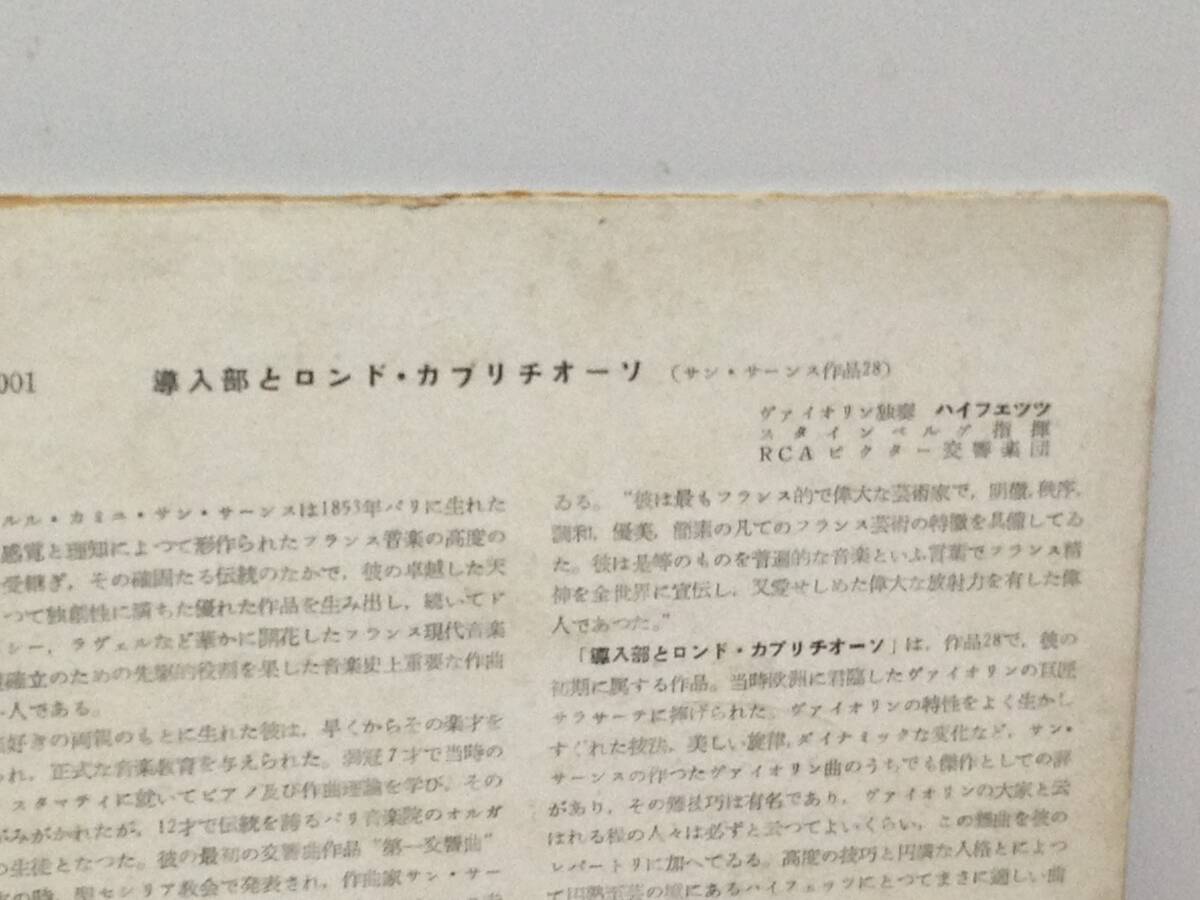 001
導入部とロンド・カプリチオーソ (サン・サーンス作品28)
ヴァイオリン独奏 ハイフェッツ
スタインベルグ指揮
RCAビクター交響楽団
ルル・カミユ・サン・サーンスは1853年パリに生れた
感覚と理知によつて形作られたフランス音楽の高度の
受継ぎ，その確固たる伝統のなかで，彼の卓越した天
つて独創性に満ちた優れた作品を生み出し，続いてド
シー，ラヴェルなど華かに開花したフランス現代音楽
確立のための先駆的役割を果した音楽史上重要な作曲
人である。
好きの両親のもとに生れた彼は，早くからその楽才を
れ，正式な音楽教育を与えられた。弱冠7才で当時の
スタマティに就いてピアノ及び作曲理論を学び，その
がみがかれたが，12才で伝統を誇るパリ音楽院のオルガ
の生徒となつた。彼の最初の交響曲作品"第一交響曲"
の時，聖セシリア教会で発表され，作曲家サン・サー
ゐる。"彼は最もフランス的で偉大な芸術家で，明徹，秩序，
調和，優美，簡素の凡てのフランス芸術の特徴を具備してゐ
た。彼は是等のものを普遍的な音楽といふ言葉でフランス精
神を全世界に宣伝し，又愛せしめた偉大な放射力を有した偉
人であつた。"
「導入部とロンド・カプリチオーソ」は，作品28で，彼の
初期に属する作品。当時欧洲に君臨したヴァイオリンの巨匠
サラサーテに捧げられた。ヴァイオリンの特性をよく生かし
すぐれた技法，美しい旋律，ダイナミックな変化など，サン・
サーンスの作つたヴァイオリン曲のうちでも傑作としての評
があり，その難技巧は有名であり，ヴァイオリンの大家と云
はれる程の人々は必ずと云つてよいくらい，この難曲を彼の
レパートリに加へてゐる。高度の技巧と円満な人格とによつ
て円熟至芸の境にあるハイフェッツにとつてまさに適しい曲